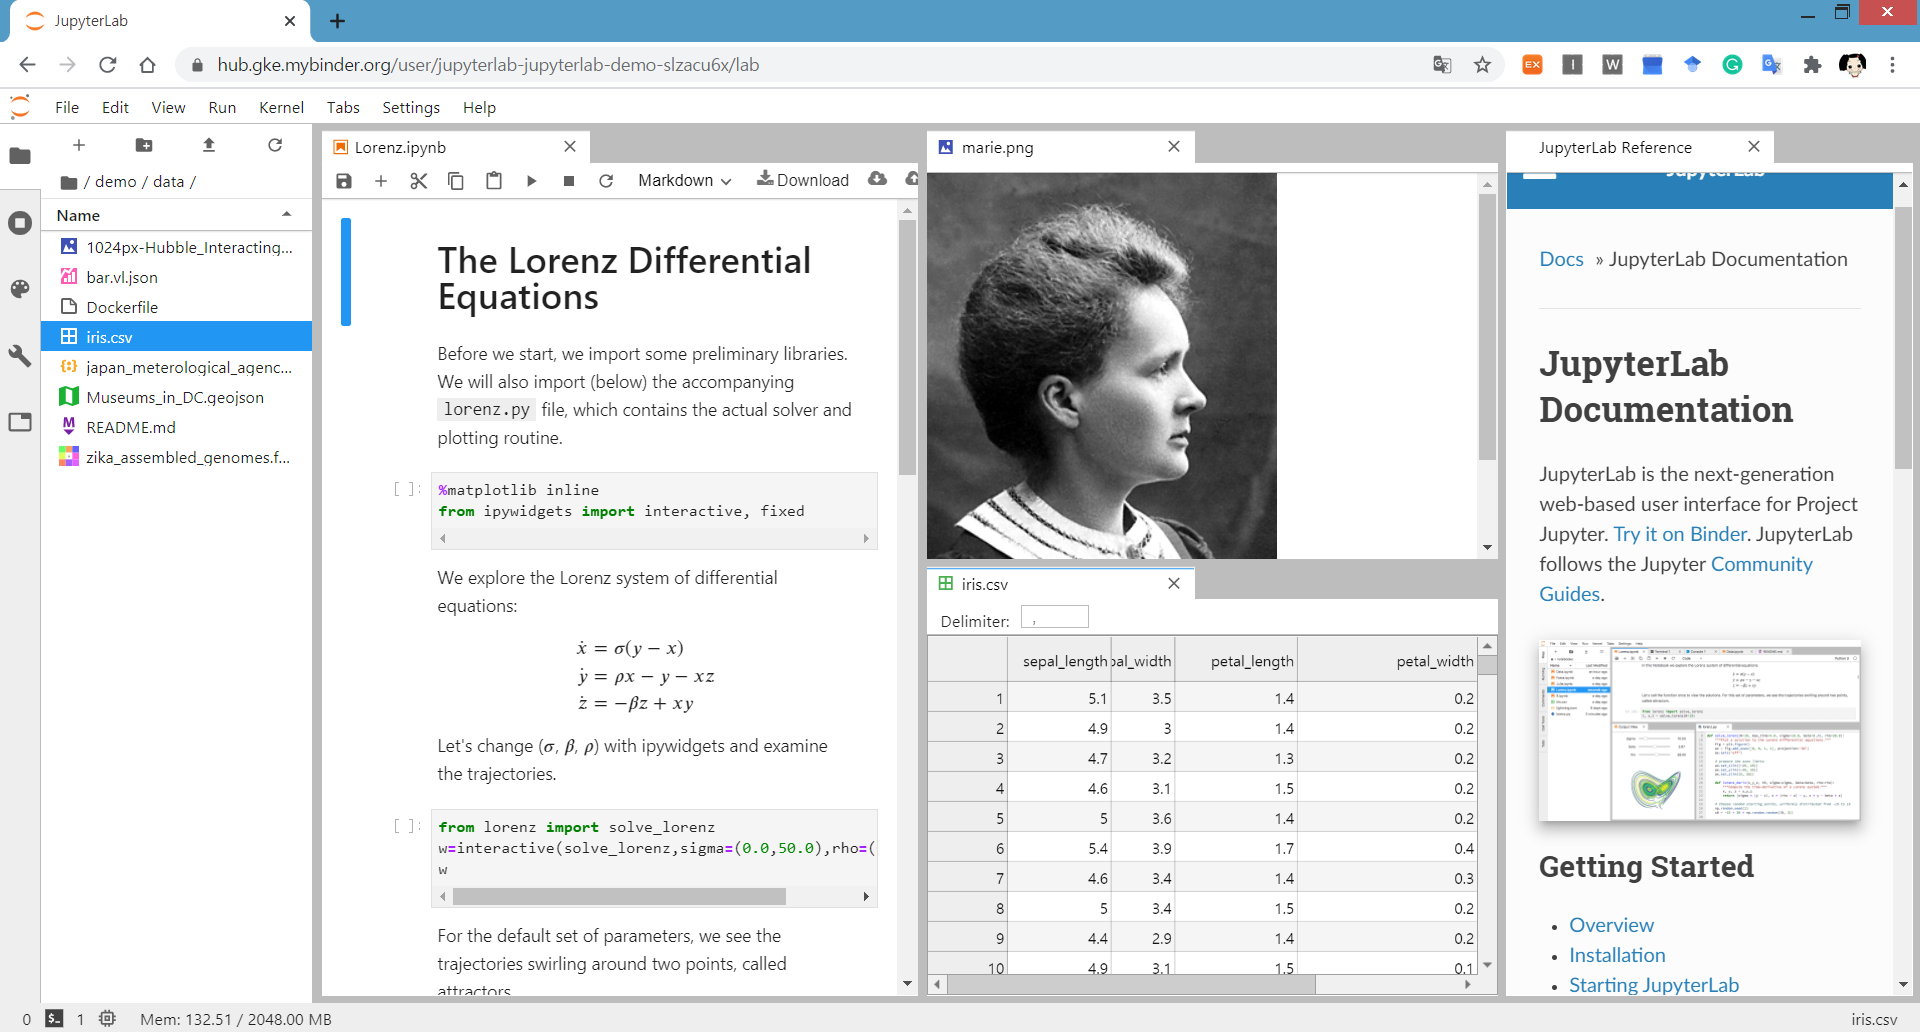 JupyterLab
hub.gke.mybinder.org/user/jupyterlab-jupyterlab-demo-slzacu6x/lab
EX
I
W
File Edit View Run Kernel Tabs Settings Help
/ demo / data /
Name
1024px-Hubble_Interacting...
bar.vl.json
Dockerfile
iris.csv
japan_meterological_agenc...
Museums_in_DC.geojson
README.md
zika_assembled_genomes.f...
Lorenz.ipynb
Markdown Download
The Lorenz Differential
Equations
Before we start, we import some preliminary libraries.
We will also import (below) the accompanying
lorenz.py file, which contains the actual solver and
plotting routine.
[ ]: %matplotlib inline
from ipywidgets import interactive, fixed
We explore the Lorenz system of differential
equations:
ẋ = σ(y − x)
ẏ = ρx − y − xz
ż = −βz + xy
Let's change (σ, β, ρ) with ipywidgets and examine
the trajectories.
[ ]: from lorenz import solve_lorenz
w=interactive(solve_lorenz,sigma=(0.0,50.0),rho=(
w
For the default set of parameters, we see the
trajectories swirling around two points, called
attractors
marie.png
iris.csv
Delimiter: ,
sepal_length pal_width petal_length petal_width
1 5.1 3.5 1.4 0.2
2 4.9 3 1.4 0.2
3 4.7 3.2 1.3 0.2
4 4.6 3.1 1.5 0.2
5 5 3.6 1.4 0.2
6 5.4 3.9 1.7 0.4
7 4.6 3.4 1.4 0.3
8 5 3.4 1.5 0.2
9 4.4 2.9 1.4 0.2
10 4.9 3.1 1.5 0.1
JupyterLab Reference
JupyterLab
Docs » JupyterLab Documentation
JupyterLab
Documentation
JupyterLab is the next-generation
web-based user interface for Project
Jupyter. Try it on Binder. JupyterLab
follows the Jupyter Community
Guides.
Getting Started
• Overview
• Installation
• Starting JupyterLab
0 $_ 1 Mem: 132.51 / 2048.00 MB
iris.csv